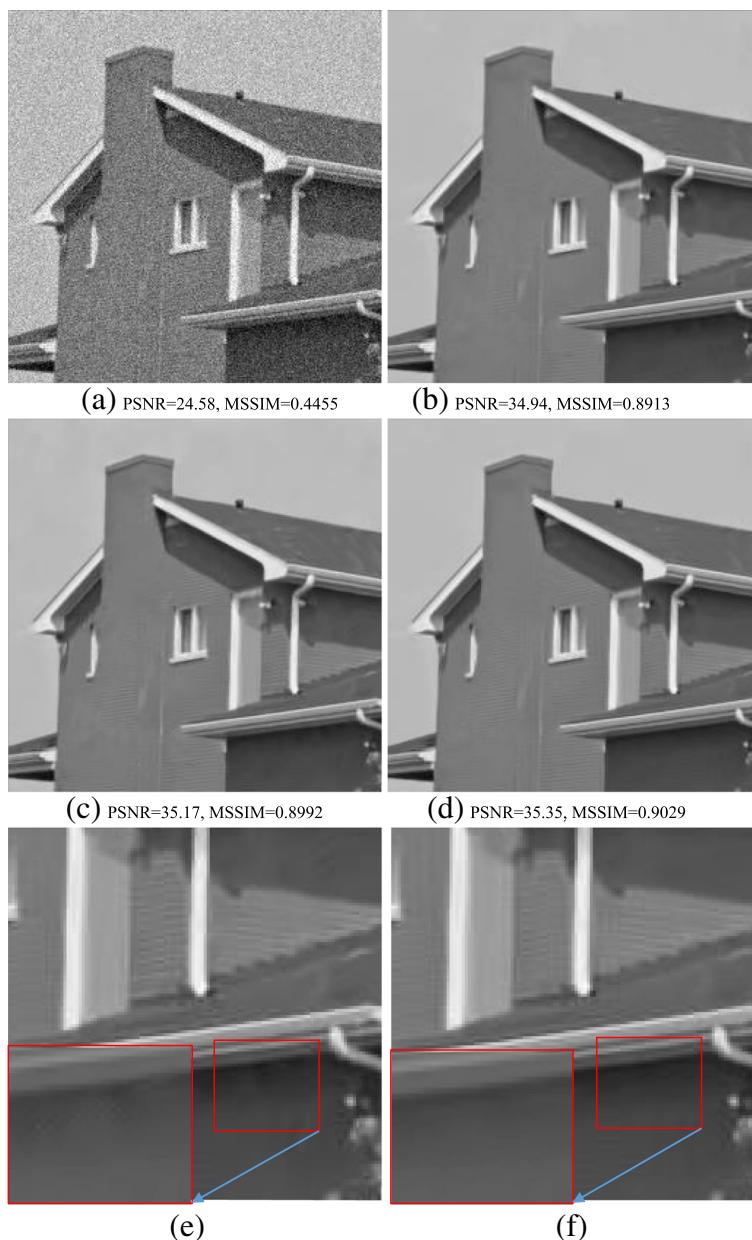 (a) PSNR=24.58, MSSIM=0.4455
(b) PSNR=34.94, MSSIM=0.8913
(c) PSNR=35.17, MSSIM=0.8992
(d) PSNR=35.35, MSSIM=0.9029
(e)
(f)